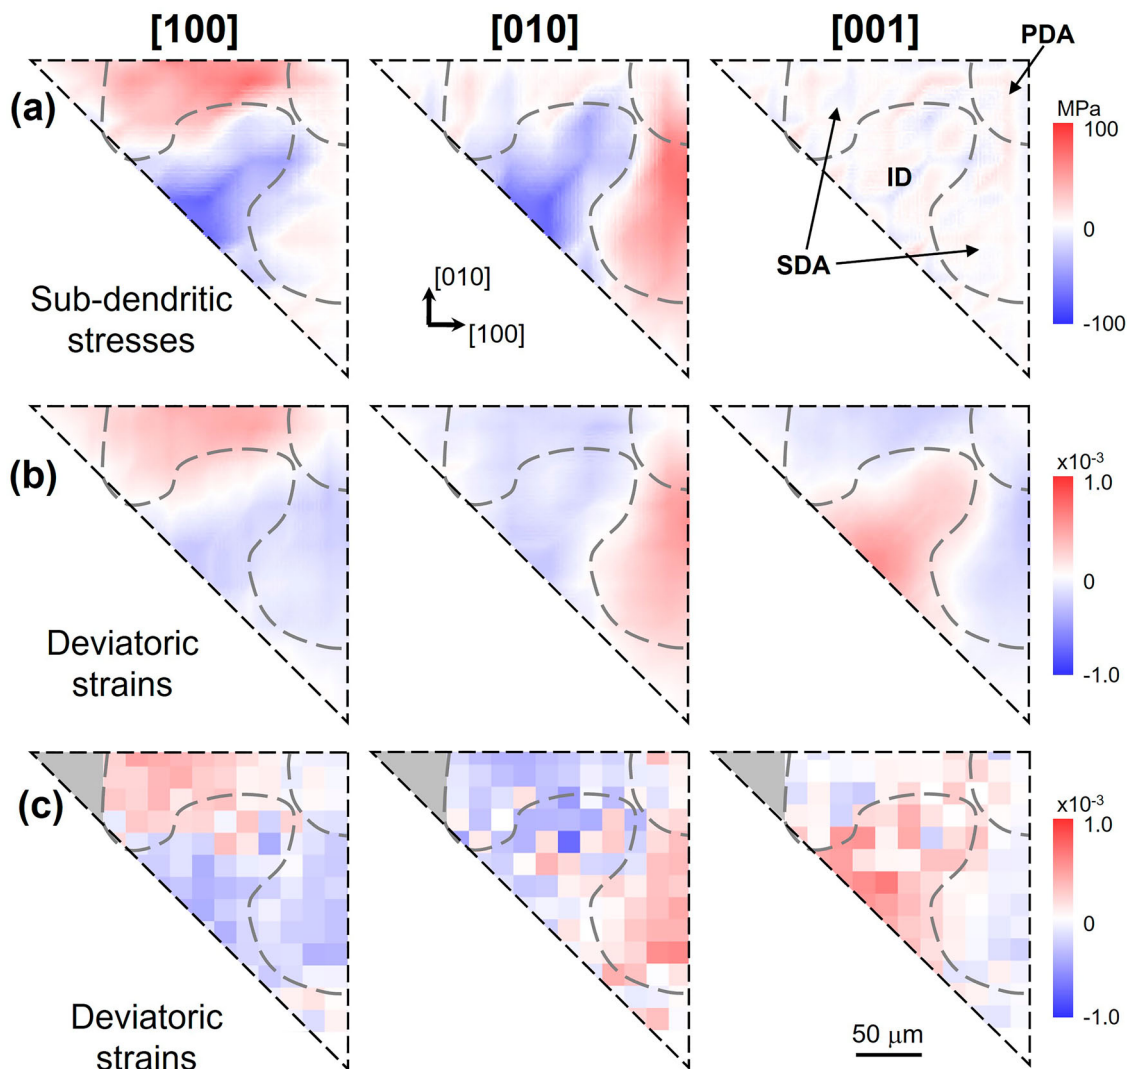 [100] [010] [001]
PDA
(a)
MPa
100
0
-100
ID
SDA
Sub-dendritic
stresses
[010]
[100]
(b)
x10⁻³
1.0
0
-1.0
Deviatoric
strains
(c)
x10⁻³
1.0
0
-1.0
Deviatoric
strains
50 μm